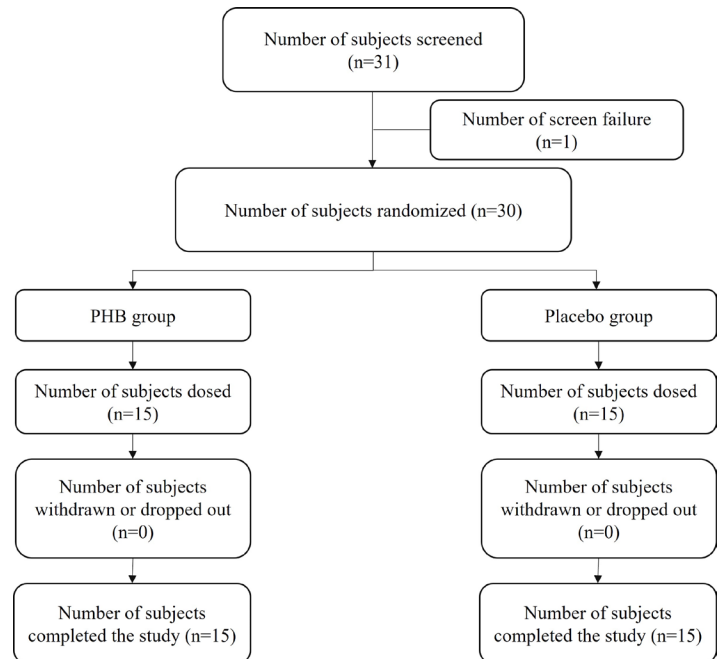 Number of subjects screened
(n=31)
Number of screen failure
(n=1)
Number of subjects randomized (n=30)
PHB group
Placebo group
Number of subjects dosed
(n=15)
Number of subjects dosed
(n=15)
Number of subjects
withdrawn or dropped out
(n=0)
Number of subjects
withdrawn or dropped out
(n=0)
Number of subjects
completed the study (n=15)
Number of subjects
completed the study (n=15)